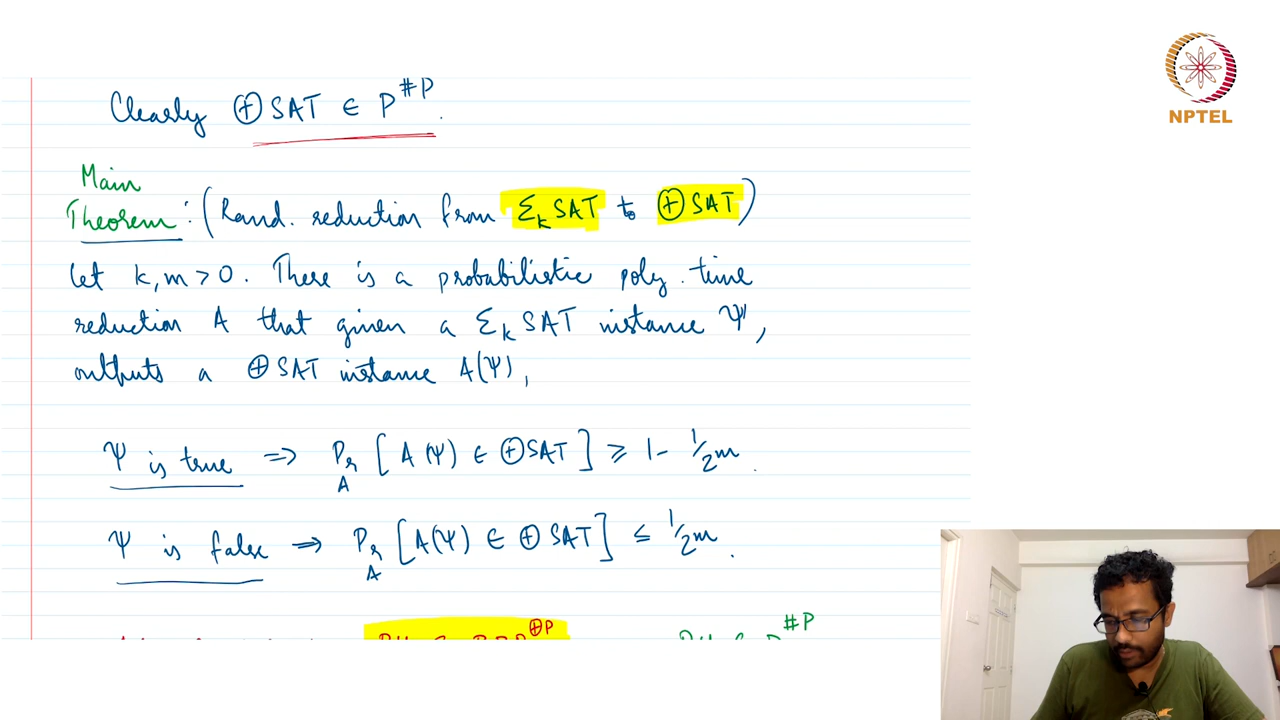 Clearly ⊕SAT ∈ P^#P.
NPTEL
Main
Theorem: (Rand. reduction from Σ_k SAT to ⊕SAT)
Let k, m > 0. There is a probabilistic poly. time
reduction A that given a Σ_k SAT instance Ψ,
outputs a ⊕SAT instance A(Ψ),
Ψ is true ⇒ Pr_A [A(Ψ) ∈ ⊕SAT] ⩾ 1 - 1/2m.
Ψ is false ⇒ Pr_A [A(Ψ) ∈ ⊕SAT] ≤ 1/2m.
⊕P #P